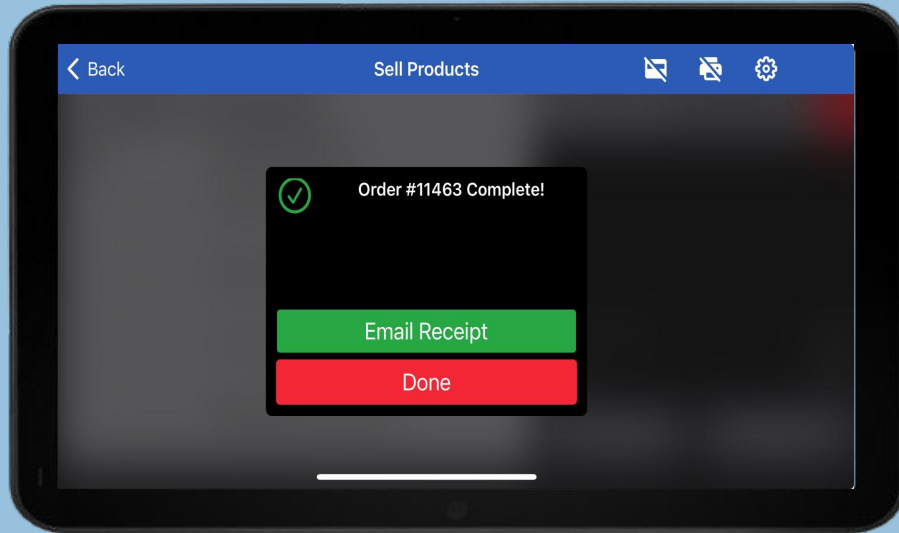 Back
Sell Products
Order #11463 Complete!
Email Receipt
Done